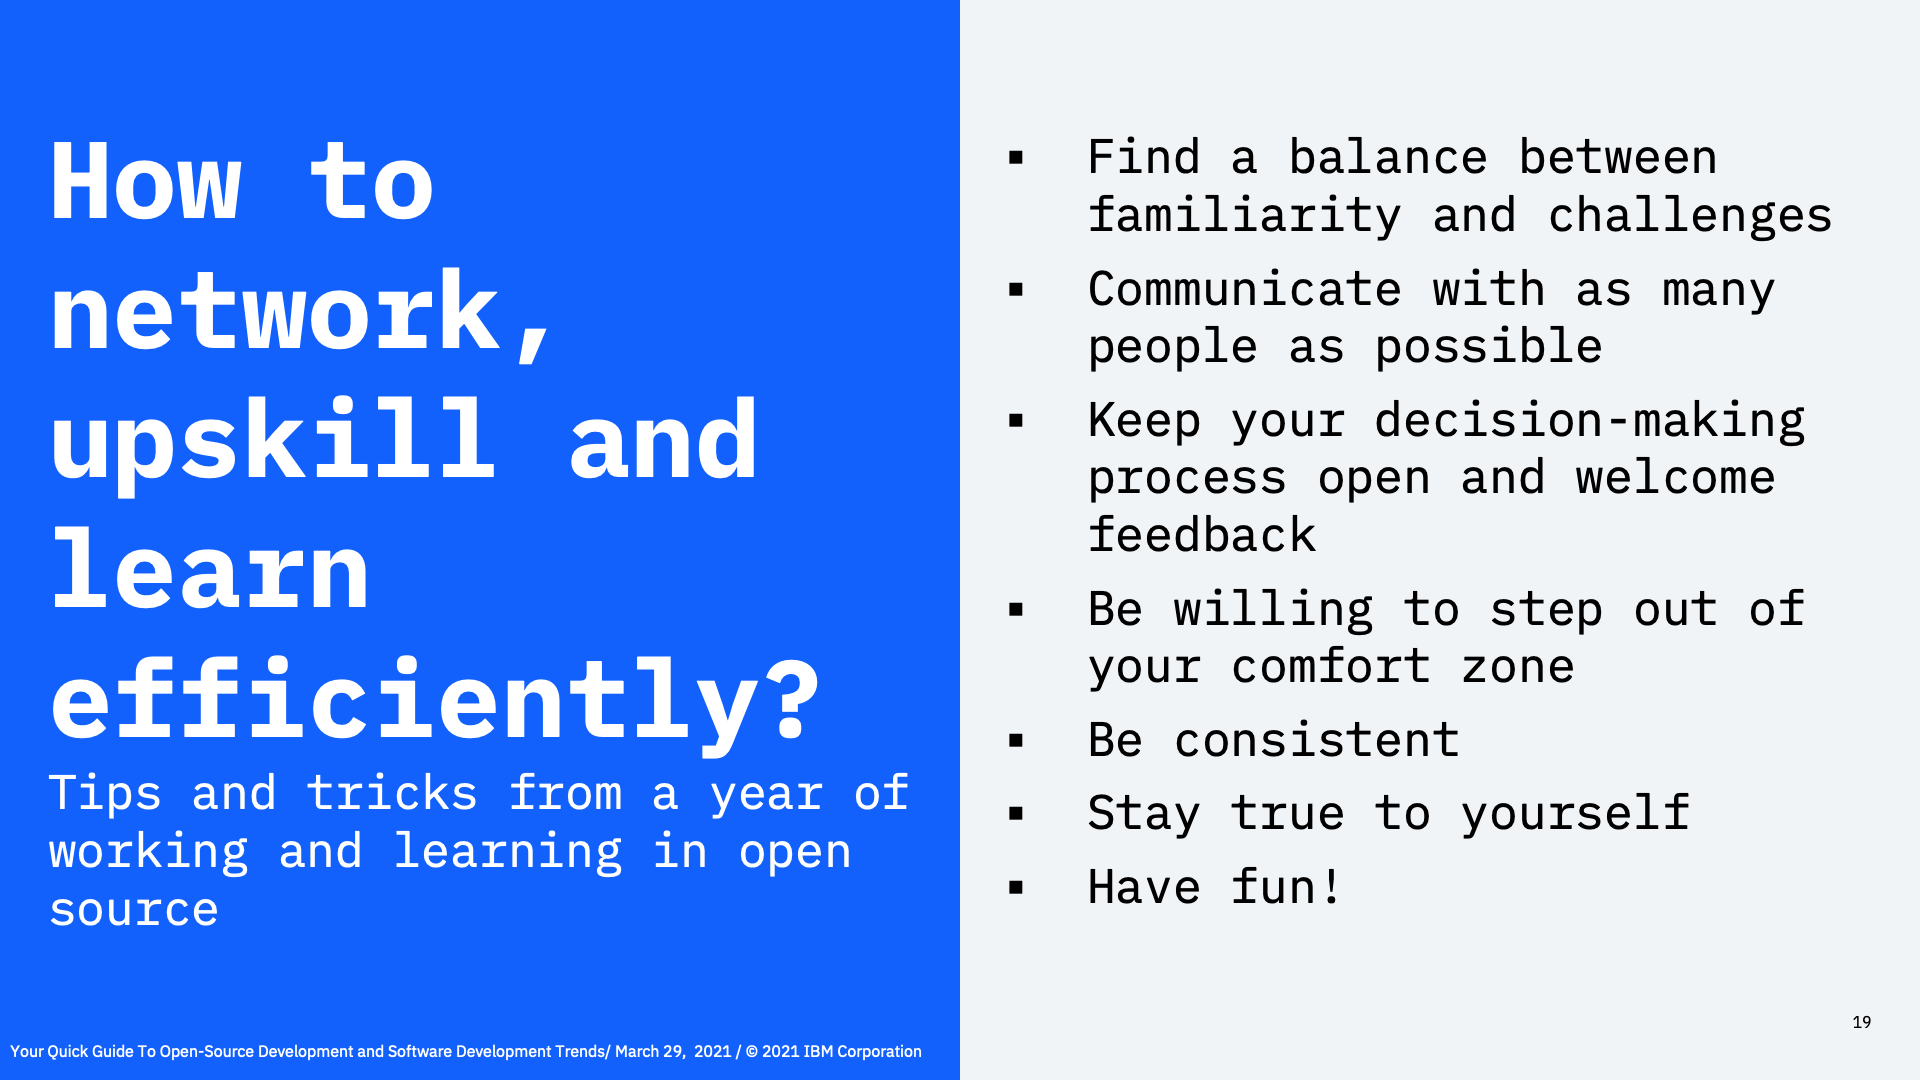 How to
network,
upskill and
learn
efficiently?
Tips and tricks from a year of
working and learning in open
source
Your Quick Guide To Open-Source Development and Software Development Trends/ March 29,  2021 / © 2021 IBM Corporation
▪ Find a balance between
familiarity and challenges
▪ Communicate with as many
people as possible
▪ Keep your decision-making
process open and welcome
feedback
▪ Be willing to step out of
your comfort zone
▪ Be consistent
▪ Stay true to yourself
▪ Have fun!
19